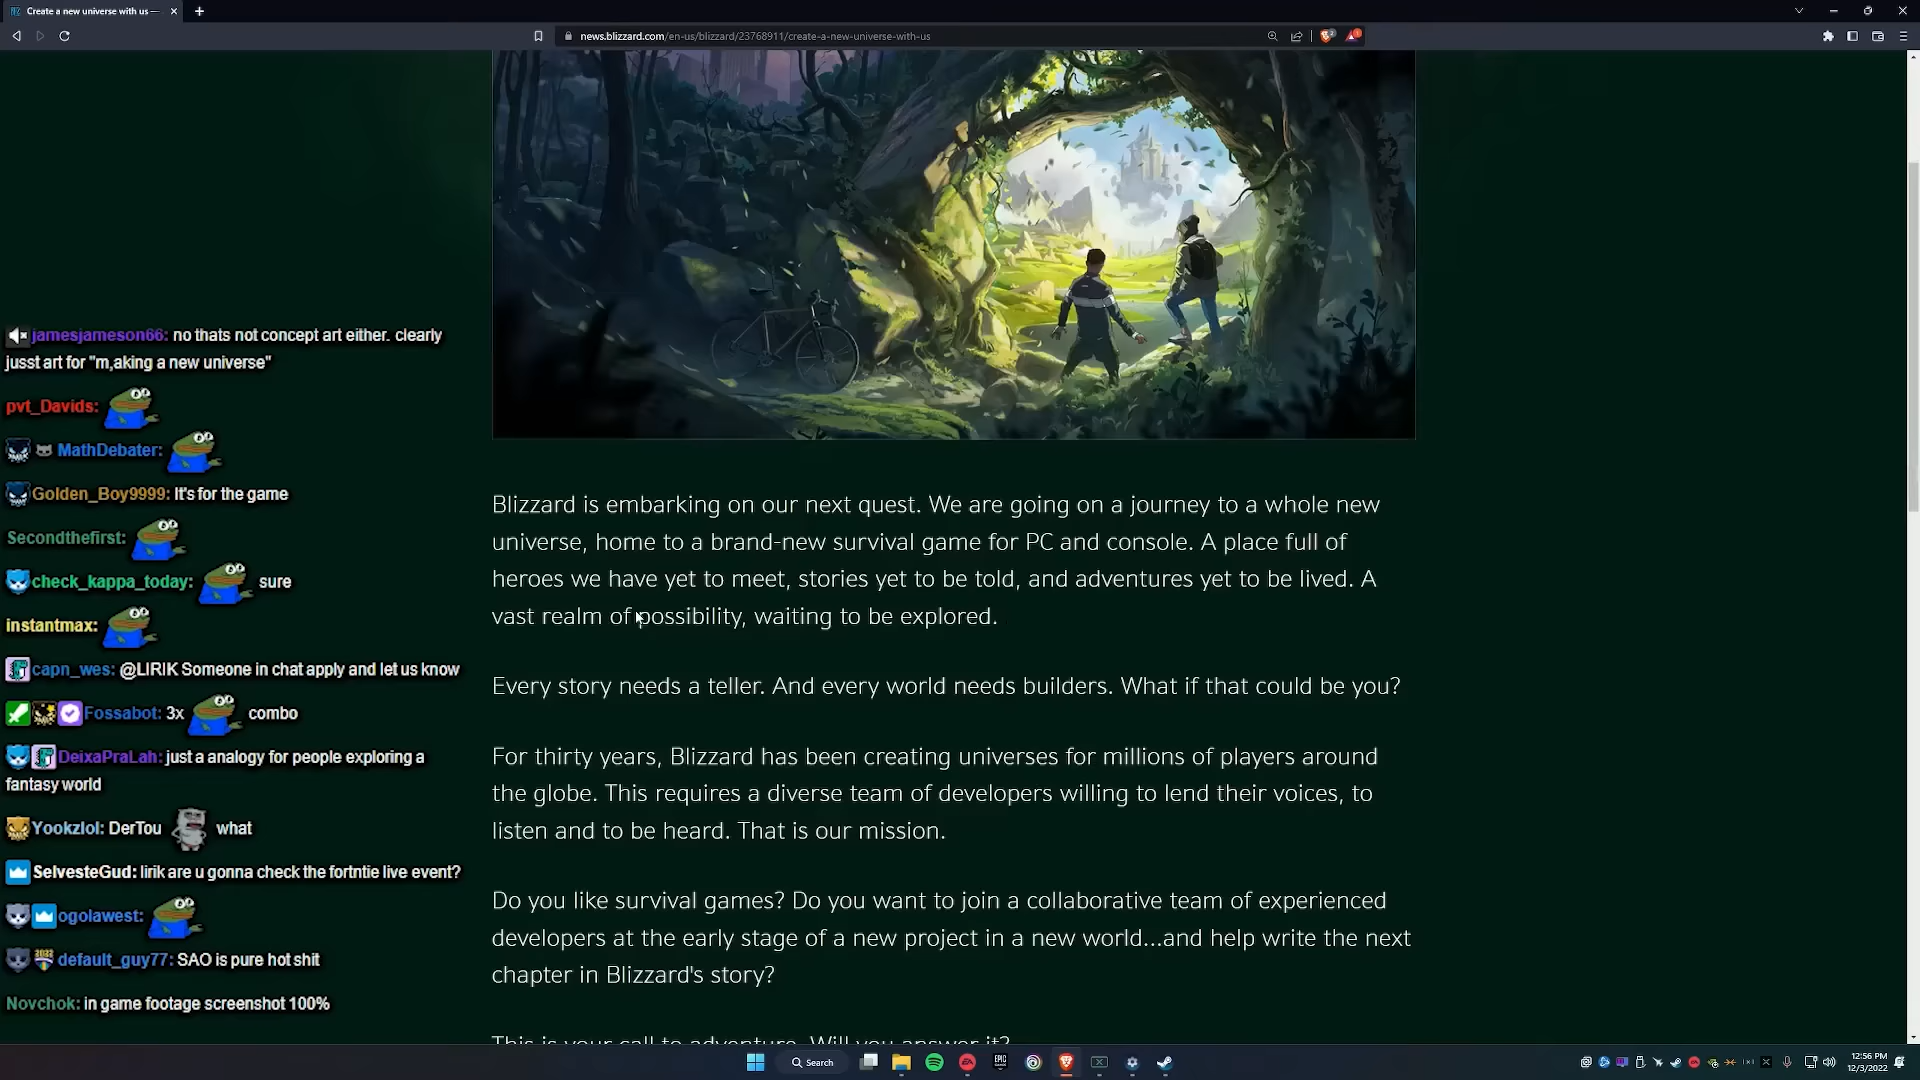 Create a new universe with us —
news.blizzard.com/en-us/blizzard/23768911/create-a-new-universe-with-us
jamesjameson66: no thats not concept art either. clearly
jusst art for "m,aking a new universe"
pvt_Davids:
MathDebater:
Golden_Boy9999: It's for the game
Secondthefirst:
check_kappa_today: sure
instantmax:
capn_wes: @LIRIK Someone in chat apply and let us know
Fossabot: 3x combo
DeixaPraLah: just a analogy for people exploring a
fantasy world
Yookzlol: DerTou what
SelvesteGud: lirik are u gonna check the fortntie live event?
ogolawest:
default_guy77: SAO is pure hot shit
Novchok: in game footage screenshot 100%
Blizzard is embarking on our next quest. We are going on a journey to a whole new
universe, home to a brand-new survival game for PC and console. A place full of
heroes we have yet to meet, stories yet to be told, and adventures yet to be lived. A
vast realm of possibility, waiting to be explored.
Every story needs a teller. And every world needs builders. What if that could be you?
For thirty years, Blizzard has been creating universes for millions of players around
the globe. This requires a diverse team of developers willing to lend their voices, to
listen and to be heard. That is our mission.
Do you like survival games? Do you want to join a collaborative team of experienced
developers at the early stage of a new project in a new world...and help write the next
chapter in Blizzard's story?
This is your call to adventure. Will you answer it?
Search
12:56 PM
12/3/2022